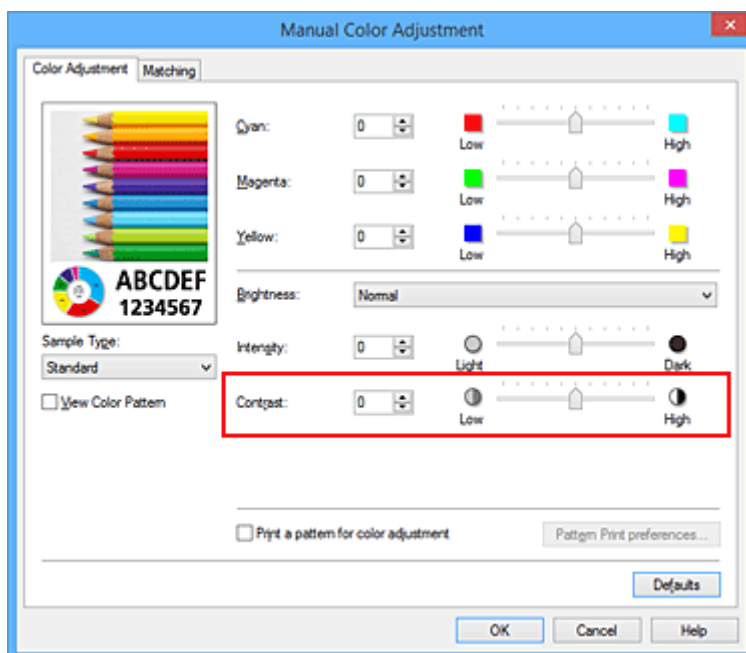 Manual Color Adjustment
Color Adjustment Matching
Cyan: 0 Low High
Magenta: 0 Low High
Yellow: 0 Low High
ABCDEF
1234567
Brightness: Normal
Sample Type:
Standard
Intensity: 0 Light Dark
View Color Pattern
Contrast: 0 Low High
Print a pattern for color adjustment Pattern Print preferences...
Defaults
OK Cancel Help